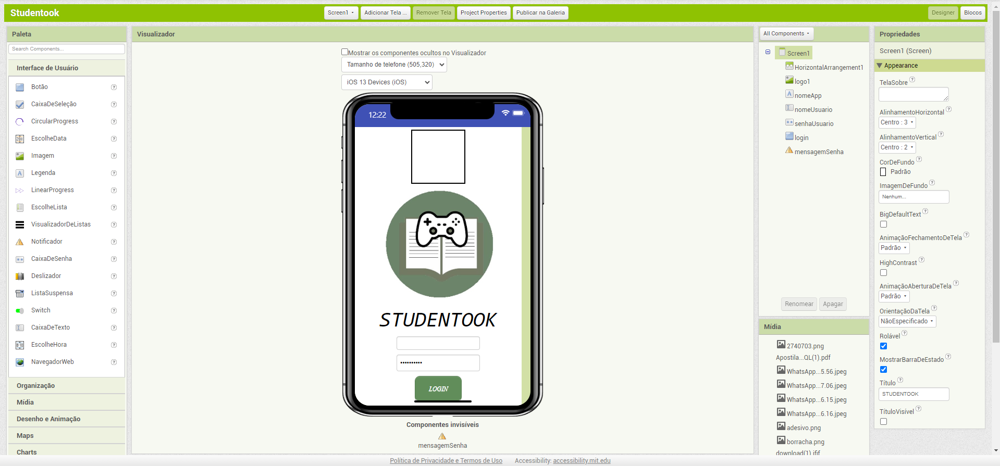 Studentook
Screen1
Adicionar Tela ...
Remover Tela
Project Properties
Publicar na Galeria
Designer
Blocos
Paleta
Search Components...
Interface de Usuário
Botão
CaixaDeSeleção
CircularProgress
EscolheData
Imagem
Legenda
LinearProgress
EscolheLista
VisualizadorDeListas
Notificador
CaixaDeSenha
Deslizador
ListaSuspensa
Switch
CaixaDeTexto
EscolheHora
NavegadorWeb
Organização
Mídia
Desenho e Animação
Maps
Charts
Visualizador
Mostrar os componentes ocultos no Visualizador
Tamanho de telefone (505,320)
iOS 13 Devices (iOS)
12:22
STUDENTOOK
••••••••••
LOGIN
Componentes invisíveis
mensagemSenha
All Components
Screen1
HorizontalArrangement1
logo1
nomeApp
nomeUsuario
senhaUsuario
login
mensagemSenha
Renomear
Apagar
Mídia
2740703.png
Apostila...QL(1).pdf
WhatsApp...5.56.jpeg
WhatsApp...7.06.jpeg
WhatsApp...6.15.jpeg
WhatsApp...6.16.jpeg
adesivo.png
borracha.png
download(1).jfif
Propriedades
Screen1 (Screen)
Appearance
TelaSobre
AlinhamentoHorizontal
Centro : 3
AlinhamentoVertical
Centro : 2
CorDeFundo
Padrão
ImagemDeFundo
Nenhum...
BigDefaultText
AnimaçãoFechamentoDeTela
Padrão
HighContrast
AnimaçãoAberturaDeTela
Padrão
OrientaçãoDaTela
NãoEspecificado
Rolável
MostrarBarraDeEstado
Título
STUDENTOOK
TítuloVisível
Política de Privacidade e Termos de Uso
Accessibility: accessibility.mit.edu